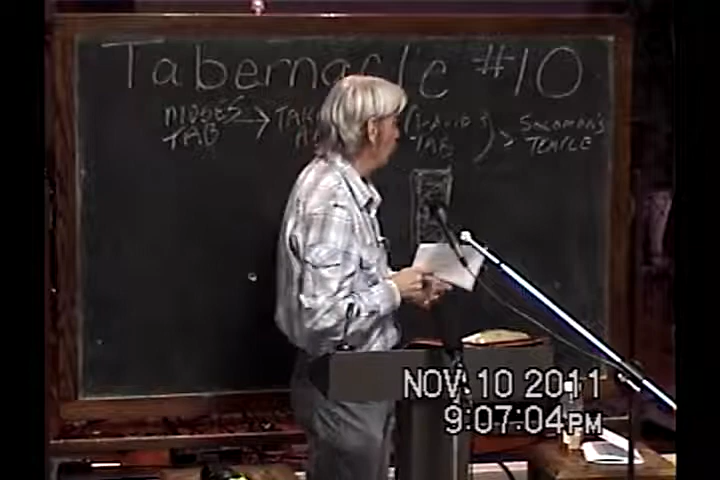 Tabernacle #10
MOSES → (DAVID'S > SOLOMON'S
TAB TAB TEMPLE
NOV.10 2011
9:07:04PM